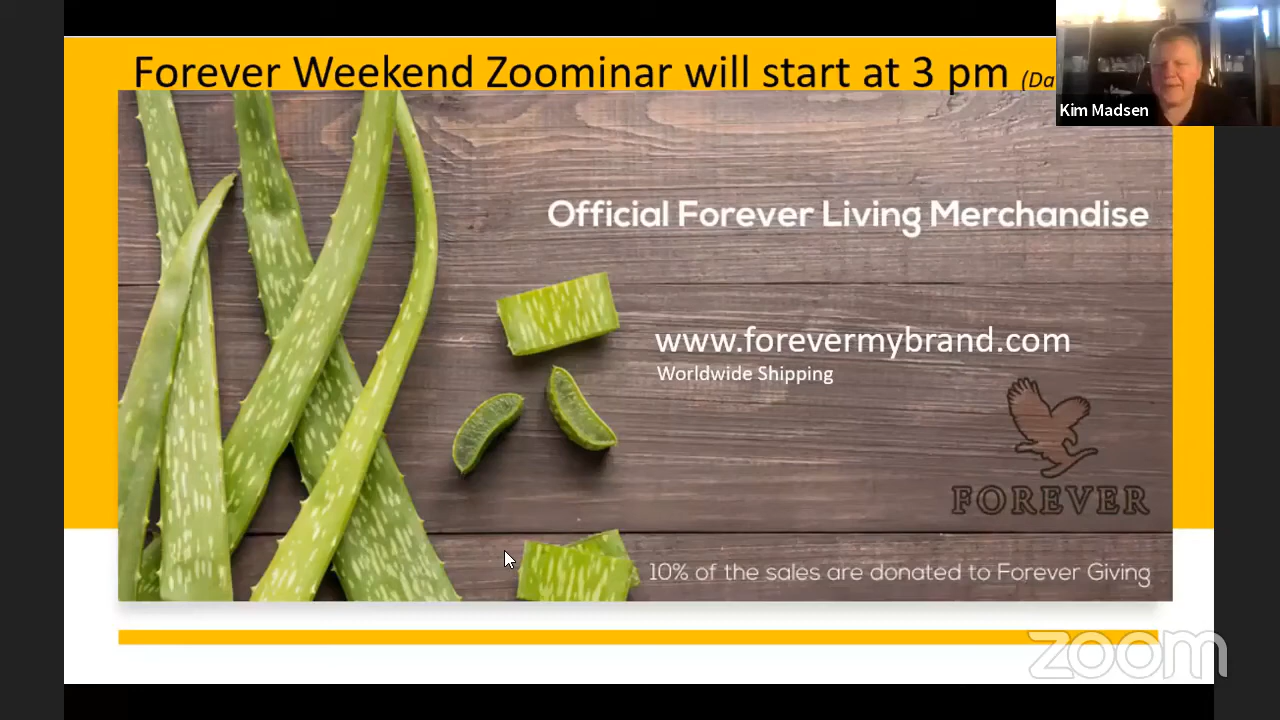 Forever Weekend Zoominar will start at 3 pm (Da
Kim Madsen
Official Forever Living Merchandise
www.forevermybrand.com
Worldwide Shipping
FOREVER
10% of the sales are donated to Forever Giving
zoom